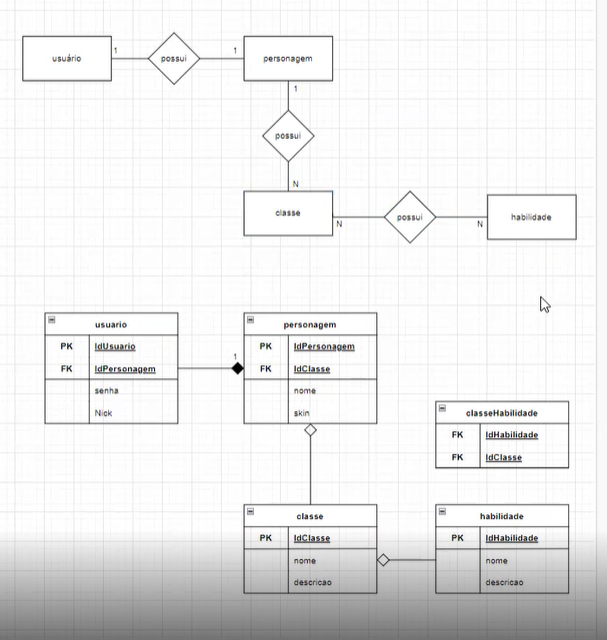 usuário
1
possui
1
personagem
1
possui
N
classe
N
possui
N
habilidade
usuario
PK IdUsuario
FK IdPersonagem
senha
Nick
1
personagem
PK IdPersonagem
FK IdClasse
nome
skin
classeHabilidade
FK IdHabilidade
FK IdClasse
classe
PK IdClasse
nome
descricao
habilidade
PK IdHabilidade
nome
descricao